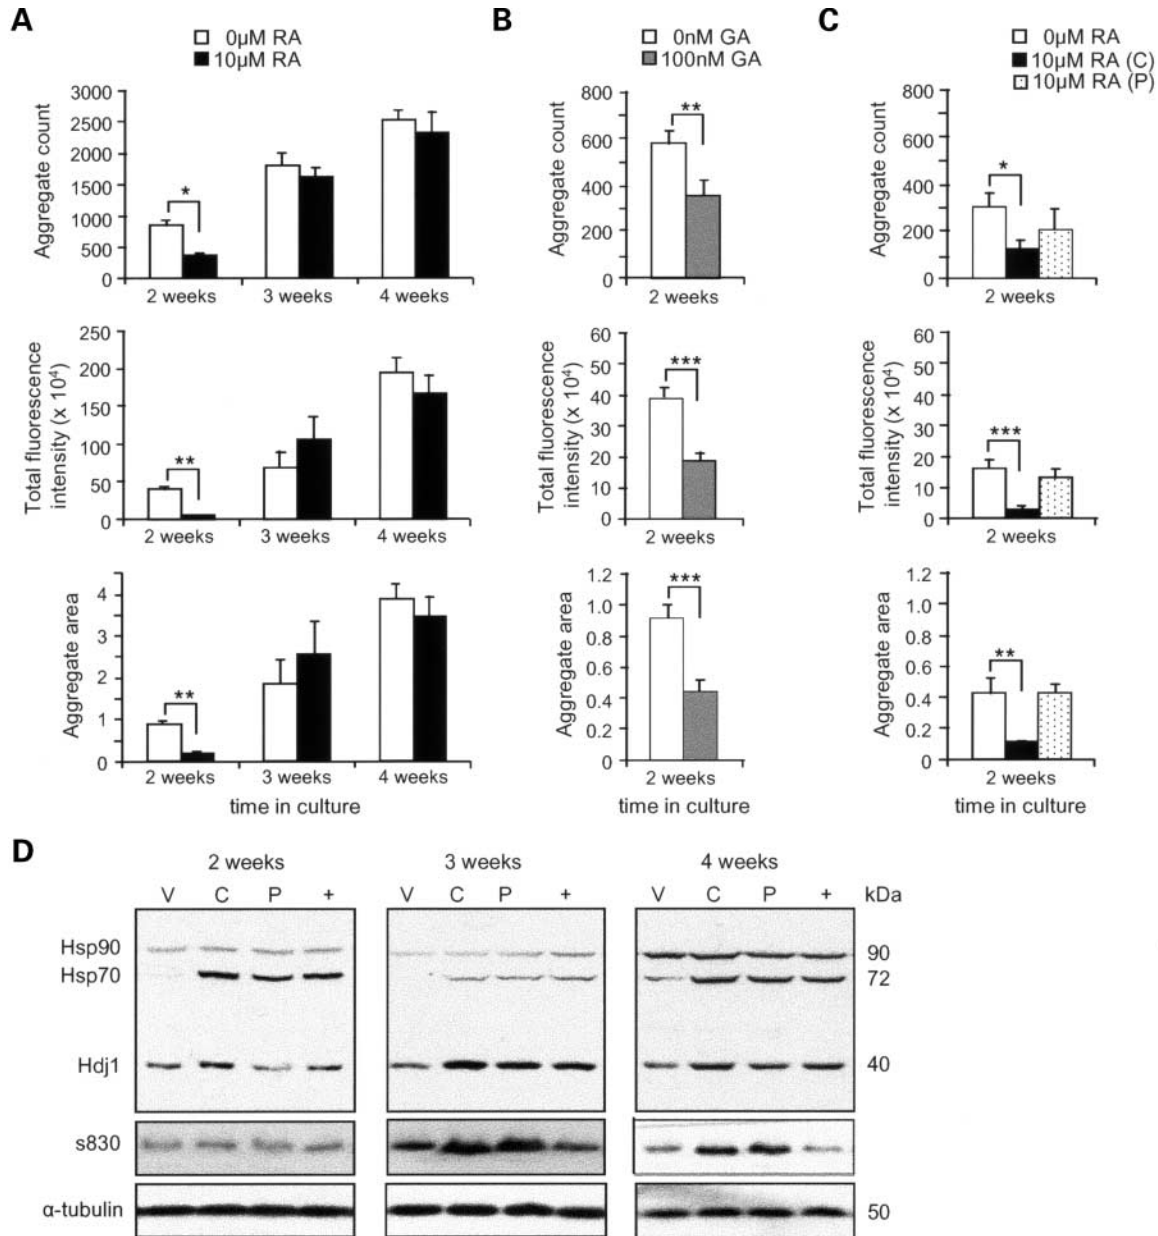 A
0µM RA
10µM RA
Aggregate count
3000
2500
2000
1500
1000
500
0
*
2 weeks
3 weeks
4 weeks
Total fluorescence
intensity (x 10⁴)
250
200
150
100
50
0
**
2 weeks
3 weeks
4 weeks
Aggregate area
4
3
2
1
0
**
2 weeks
3 weeks
4 weeks
time in culture
B
0nM GA
100nM GA
Aggregate count
800
600
400
200
0
**
2 weeks
Total fluorescence
intensity (x 10⁴)
60
50
40
30
20
10
0
***
2 weeks
Aggregate area
1.2
1.0
0.8
0.6
0.4
0.2
0
***
2 weeks
time in culture
C
0µM RA
10µM RA (C)
10µM RA (P)
Aggregate count
800
600
400
200
0
*
2 weeks
Total fluorescence
intensity (x 10⁴)
60
50
40
30
20
10
0
***
2 weeks
Aggregate area
1.2
1.0
0.8
0.6
0.4
0.2
0
**
2 weeks
time in culture
D
2 weeks
3 weeks
4 weeks
V C P +
V C P +
V C P +
kDa
Hsp90
90
Hsp70
72
Hdj1
40
s830
α-tubulin
50